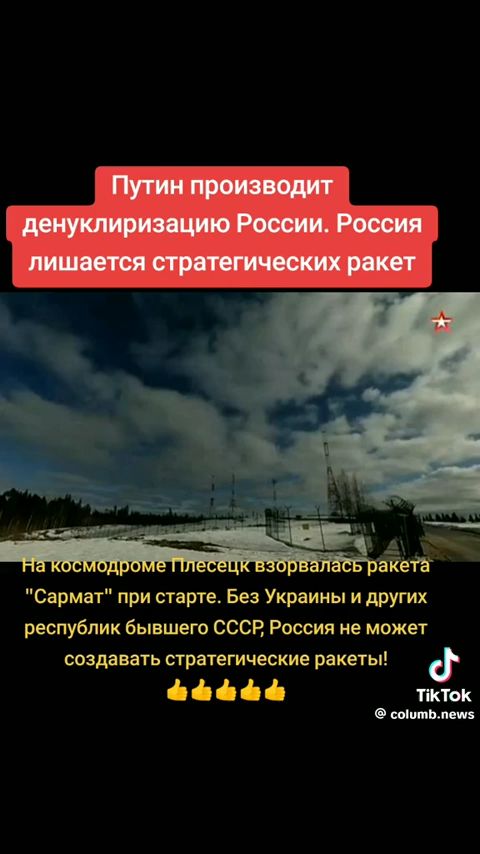 Путин производит
денуклиризацию России. Россия
лишается стратегических ракет
На космодроме Плесецк взорвалась ракета
"Сармат" при старте. Без Украины и других
республик бывшего СССР, Россия не может
создавать стратегические ракеты!
👍👍👍👍👍
TikTok
@ columb.news